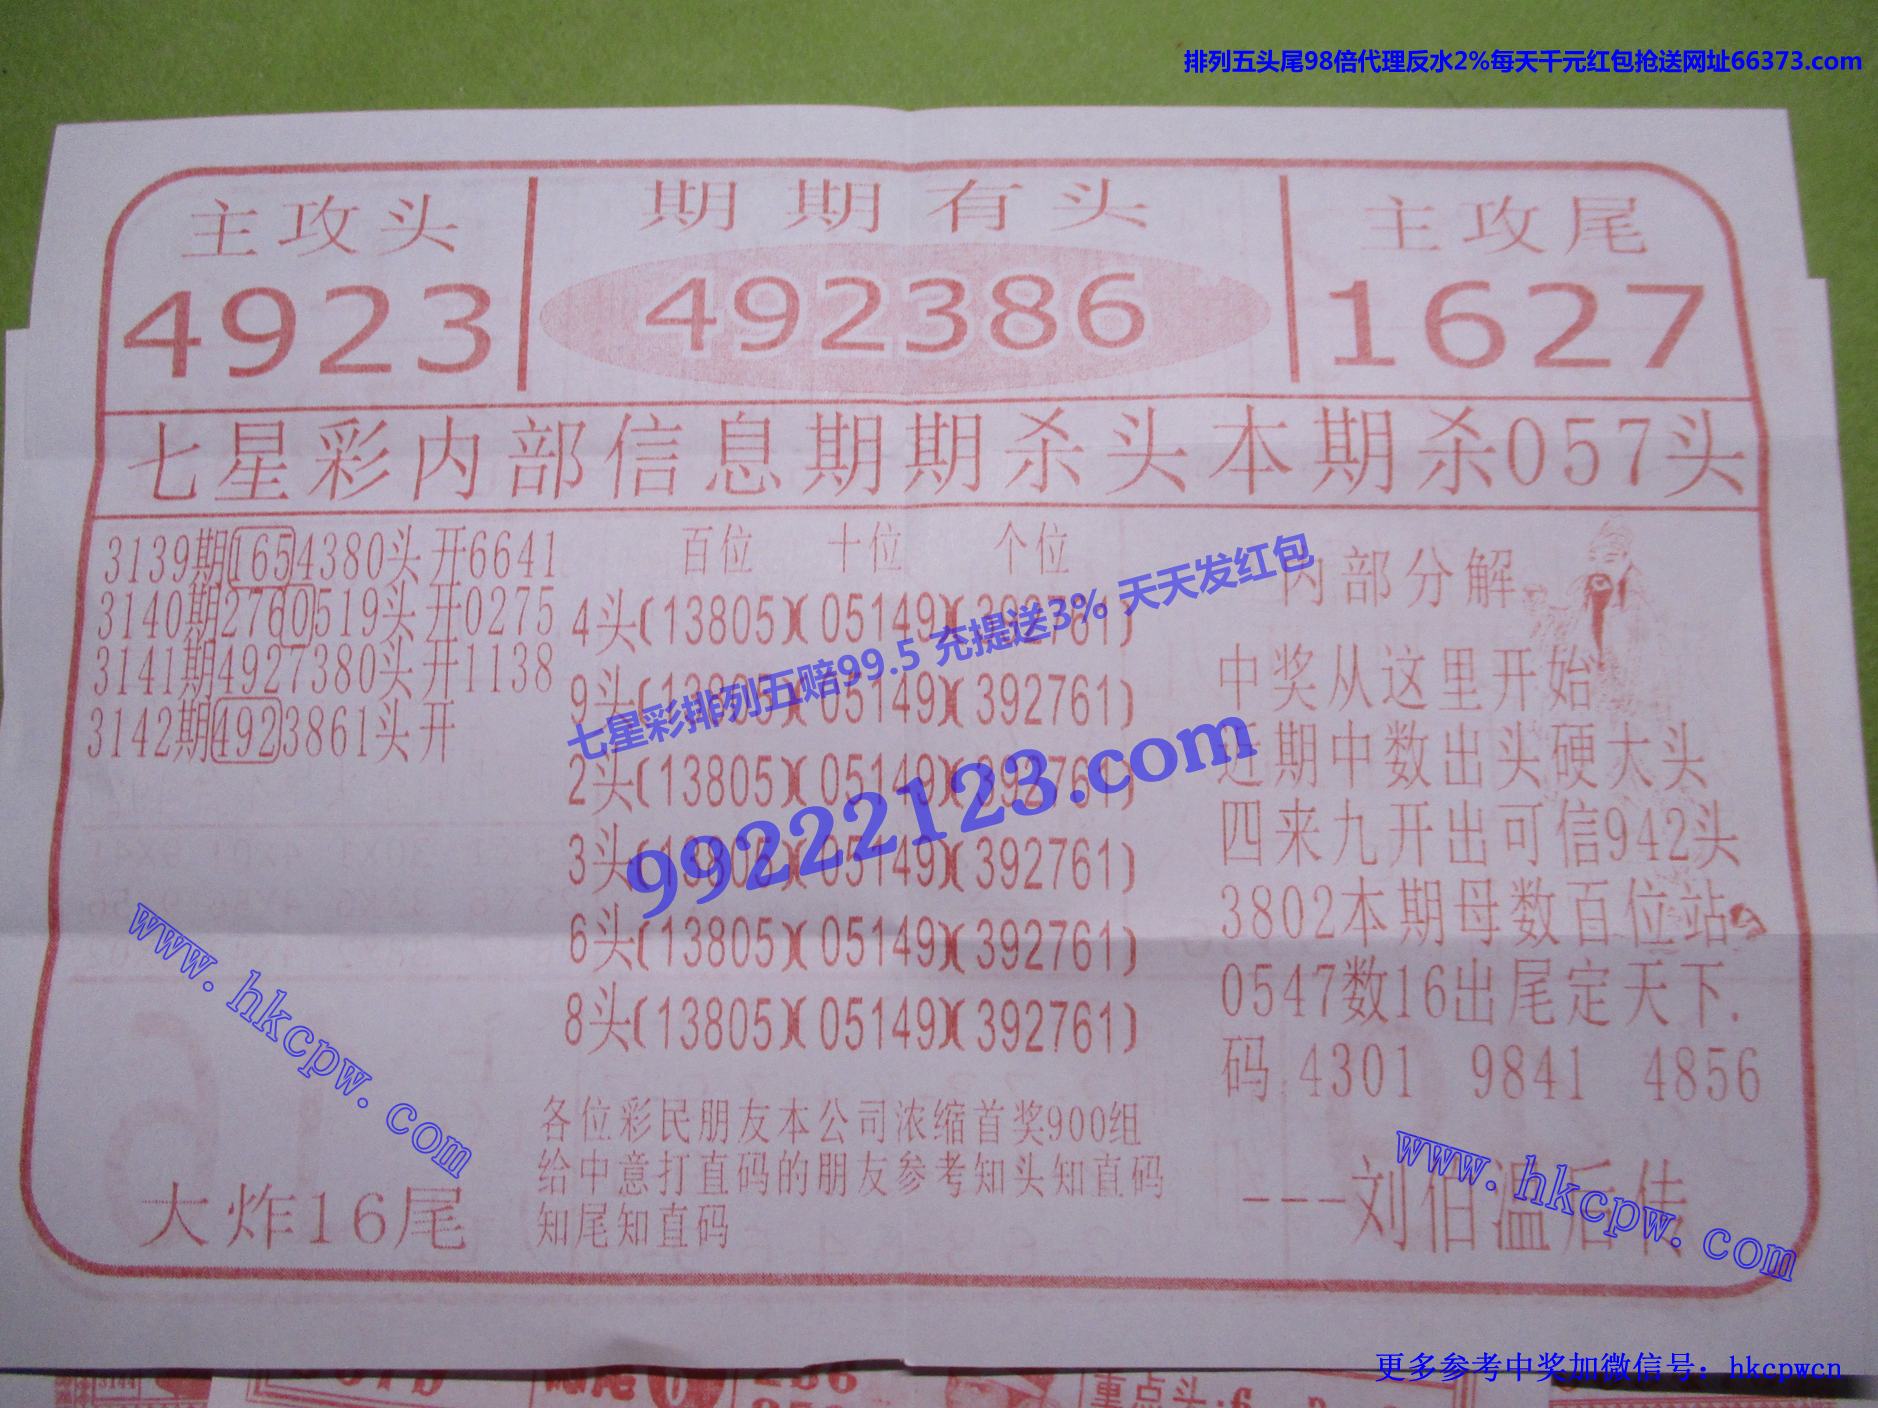 排列五头尾98倍代理反水2%每天千元红包抢送网址66373.com
主攻头
4923
期期有头
492386
主攻尾
1627
七星彩内部信息期期杀头本期杀057头
3139期1654380头 开6641
3140期2760519头 开0275
3141期4927380头 开1138
3142期4923861头 开
百位 十位 个位
4头(13805)(05149)(392761)
9头(13805)(05149)(392761)
2头(13805)(05149)(392761)
3头(13805)(05149)(392761)
6头(13805)(05149)(392761)
8头(13805)(05149)(392761)
七星彩排列五赔99.5 充提送3% 天天发红包
99222123.com
内部分解
中奖从这里开始
近期中数出头硬大头
四来九开出可信942头
3802本期母数百位站
0547数16出尾定天下.
码.4301 9841 4856
---刘伯温后传
www.hkcpw.com
www.hkcpw.com
大炸16尾
各位彩民朋友本公司浓缩首奖900组
给中意打直码的朋友参考知头知直码
知尾知直码
更多参考中奖加微信号：hkcpwcn
3144
重点头:6